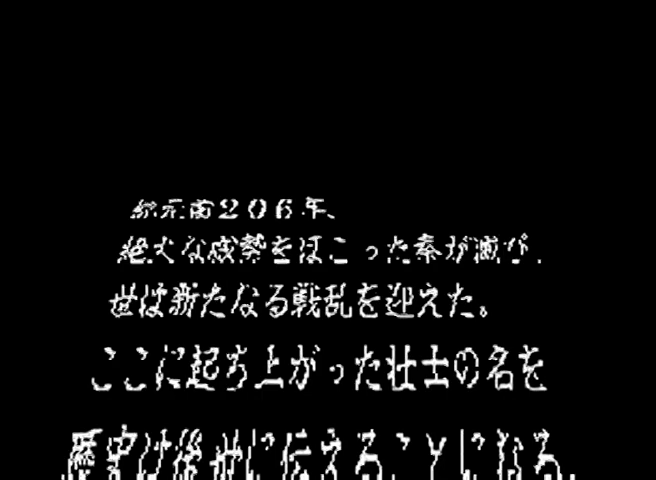 紀元前２０６年、
絶大な威勢をほこった秦が滅び、
世は新たなる戦乱を迎えた。
ここに起ち上がった壮士の名を
歴史は後世に伝えることになる。